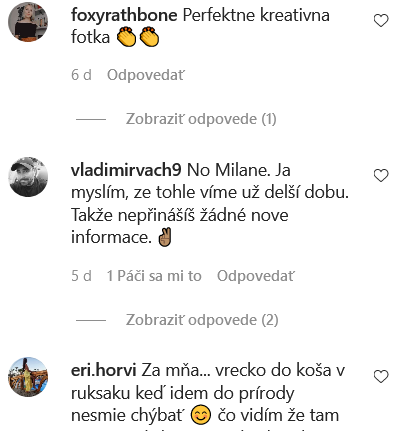 foxyrathbone Perfektne kreativna
fotka 👏👏
6 d Odpovedať
Zobraziť odpovede (1)
vladimirvach9 No Milane. Ja
myslím, ze tohle víme už delší dobu.
Takže nepřinášíš žádné nove
informace. ✌🏽
5 d 1 Páči sa mi to Odpovedať
Zobraziť odpovede (2)
eri.horvi Za mňa... vrecko do koša v
ruksaku keď idem do prírody
nesmie chýbať 😊 čo vidím že tam